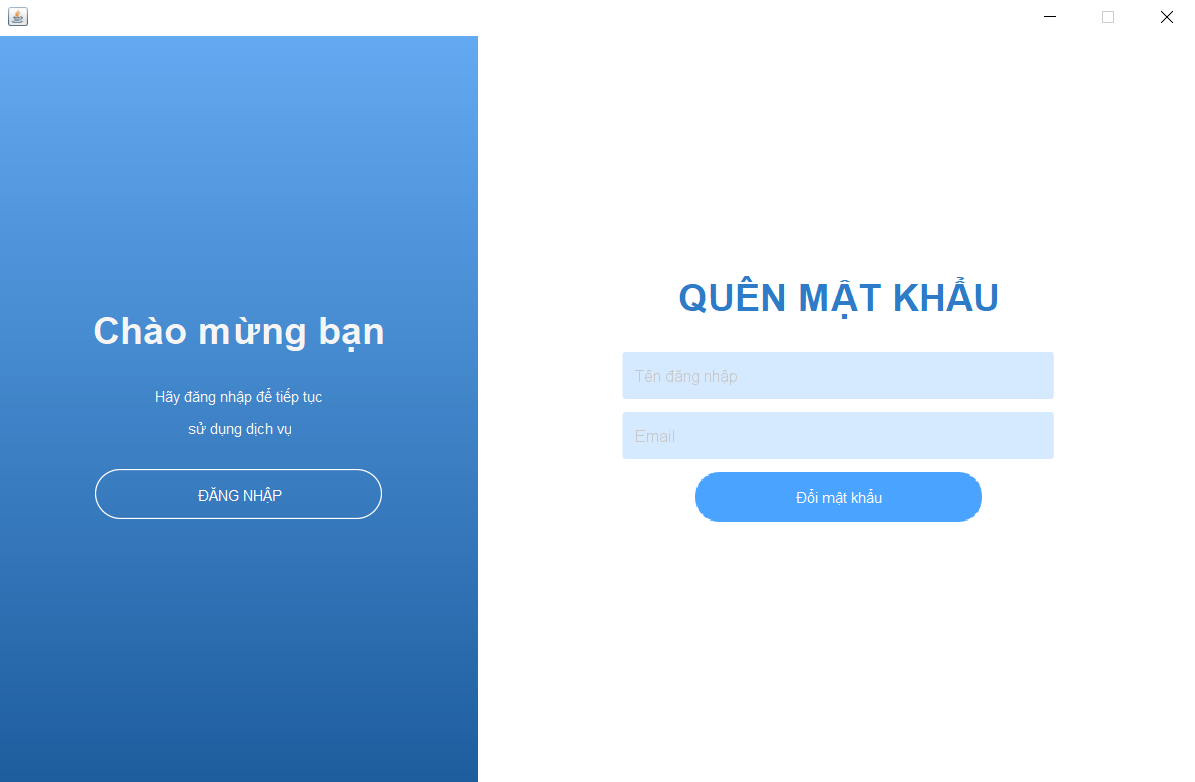 Chào mừng bạn
Hãy đăng nhập để tiếp tục
sử dụng dịch vụ
ĐĂNG NHẬP
QUÊN MẬT KHẨU
Tên đăng nhập
Email
Đổi mật khẩu